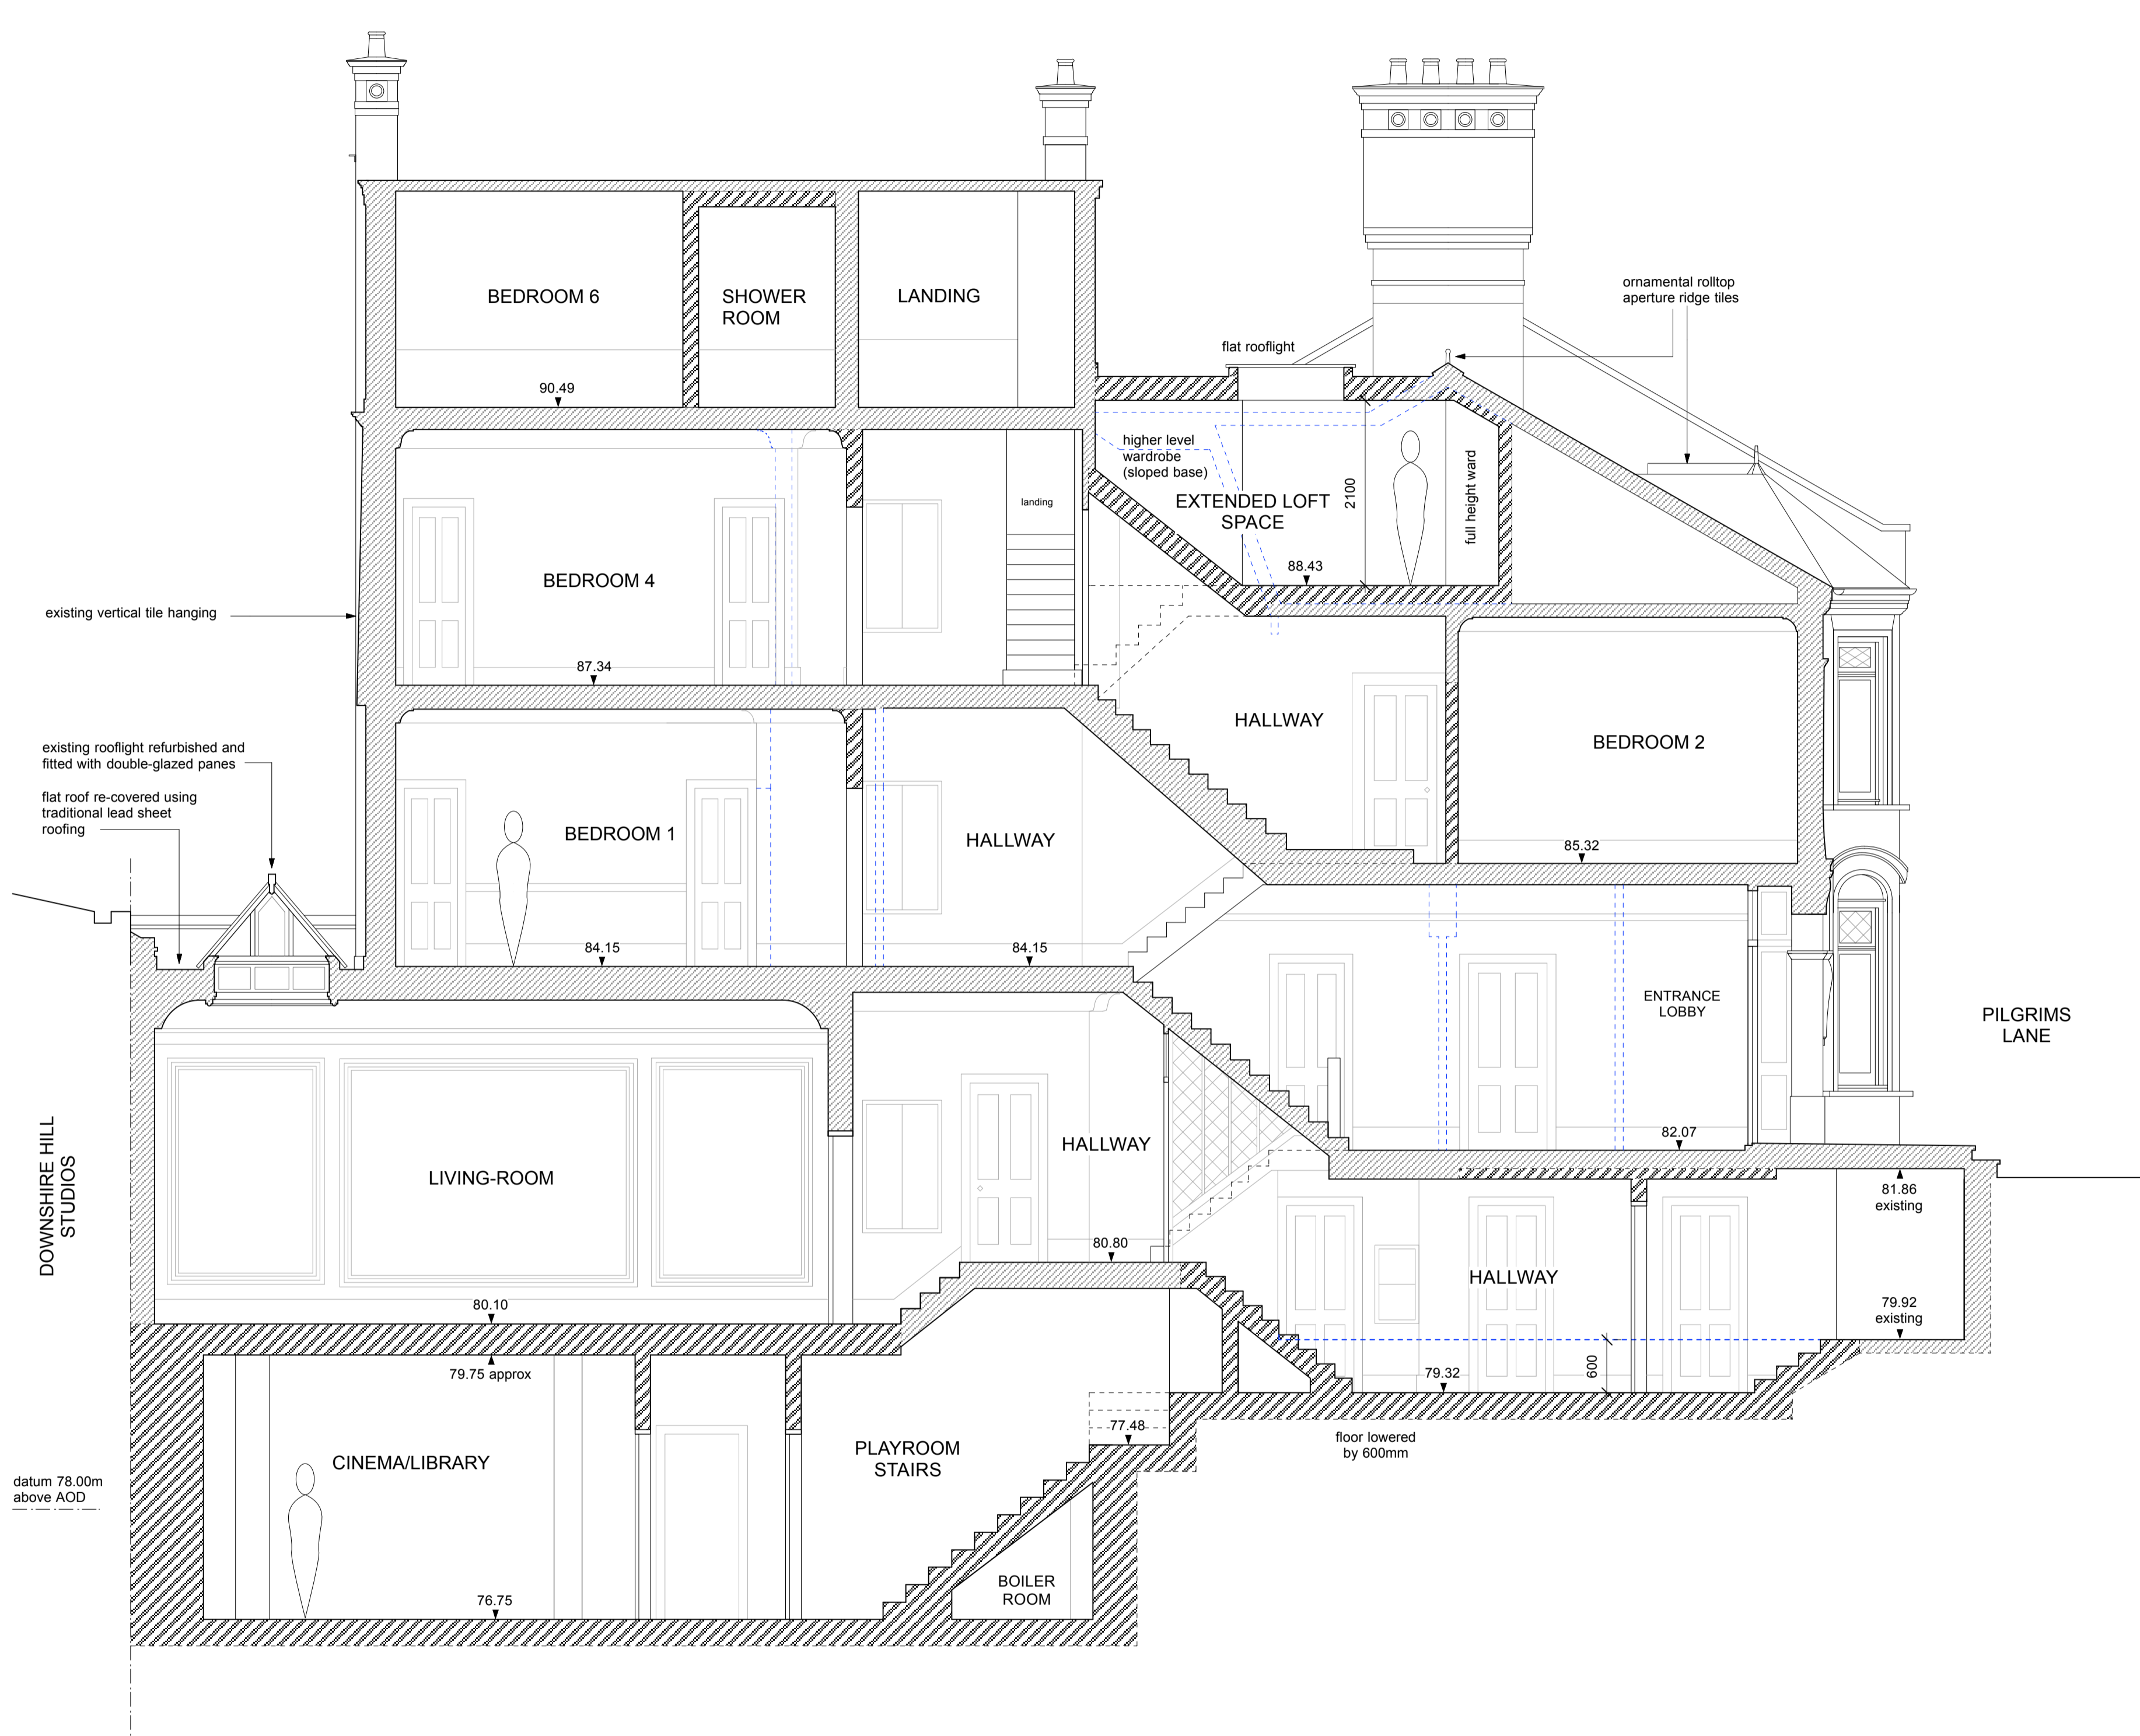 ornamental rolltop
aperture ridge tiles
BEDROOM 6
SHOWER
ROOM
LANDING
flat rooflight
90.49
higher level
wardrobe
(sloped base)
landing
EXTENDED LOFT
SPACE
2100
full height ward
88.43
BEDROOM 4
existing vertical tile hanging
87.34
HALLWAY
BEDROOM 2
existing rooflight refurbished and
fitted with double-glazed panes
flat roof re-covered using
traditional lead sheet
roofing
BEDROOM 1
HALLWAY
85.32
84.15
84.15
ENTRANCE
LOBBY
PILGRIMS
LANE
DOWNSHIRE HILL
STUDIOS
LIVING-ROOM
HALLWAY
82.07
81.86
existing
80.80
HALLWAY
80.10
79.92
existing
79.75 approx
79.32
600
77.48
floor lowered
by 600mm
CINEMA/LIBRARY
PLAYROOM
STAIRS
datum 78.00m
above AOD
BOILER
ROOM
76.75